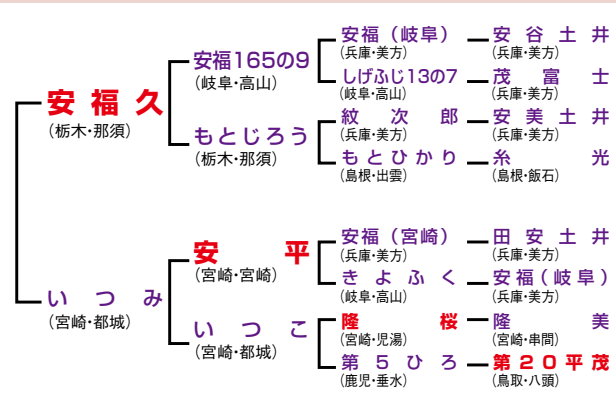 安福久
(栃木・那須)
安福165の9
(岐阜・高山)
もとじろう
(栃木・那須)
安福（岐阜）
(兵庫・美方)
しげふじ13の7
(岐阜・高山)
紋次郎
(兵庫・美方)
もとひかり
(島根・出雲)
安谷土井
(兵庫・美方)
茂富士
(兵庫・美方)
安美土井
(兵庫・美方)
糸光
(島根・飯石)
いつみ
(宮崎・都城)
安平
(宮崎・宮崎)
いつこ
(宮崎・都城)
安福（宮崎）
(兵庫・美方)
きよふく
(岐阜・高山)
隆桜
(宮崎・児湯)
第5ひろ
(鹿児・垂水)
田安土井
(兵庫・美方)
安福（岐阜）
(兵庫・美方)
隆美
(宮崎・串間)
第20平茂
(鳥取・八頭)